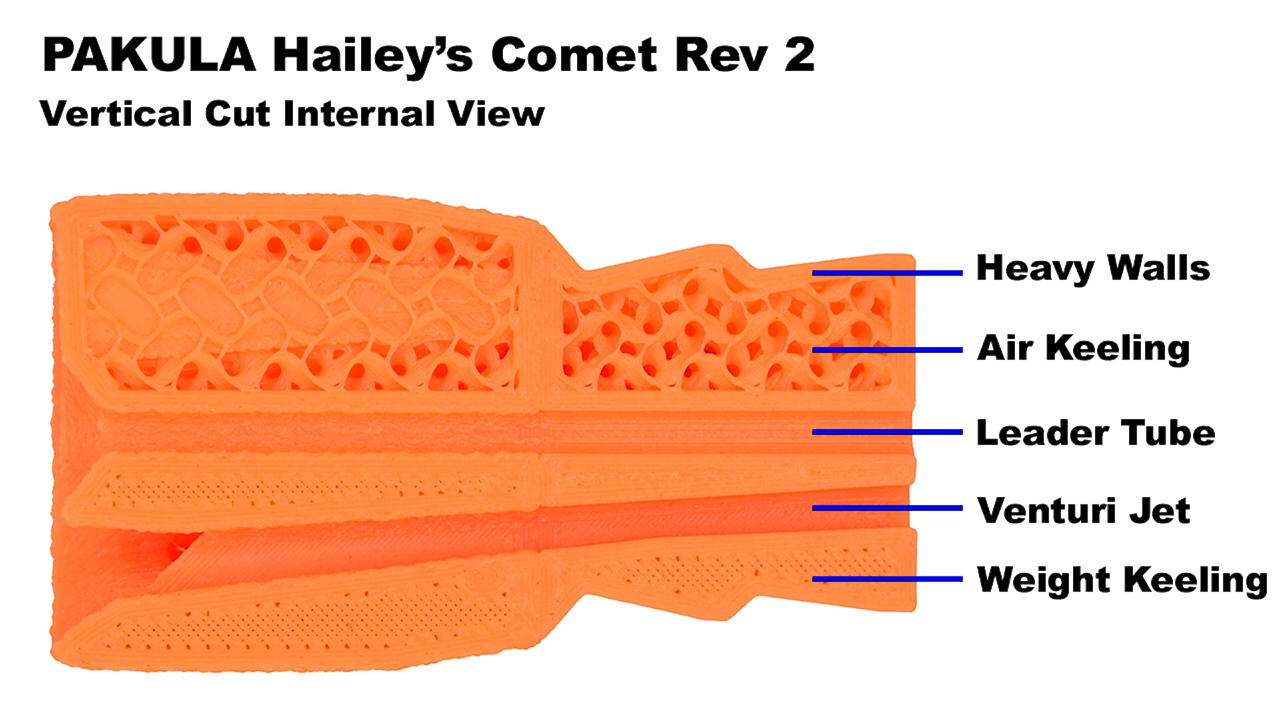 PAKULA Hailey’s Comet Rev 2
Vertical Cut Internal View
Heavy Walls
Air Keeling
Leader Tube
Venturi Jet
Weight Keeling